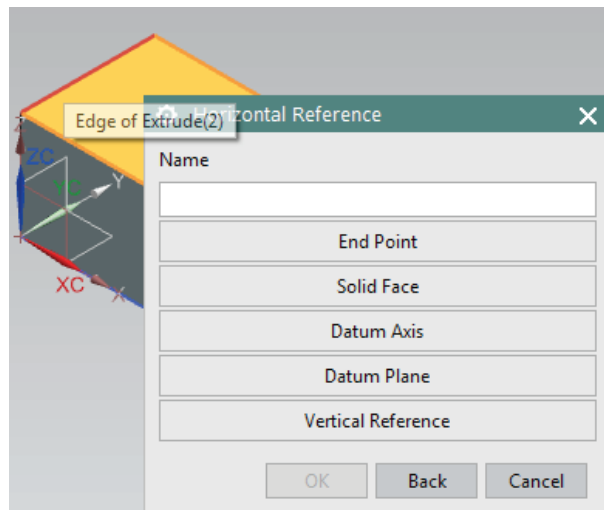 Edge of Extrude(2)
Horizontal Reference
Name
ZC
YC
Y
Z
End Point
Solid Face
XC
X
Datum Axis
Datum Plane
Vertical Reference
OK
Back
Cancel